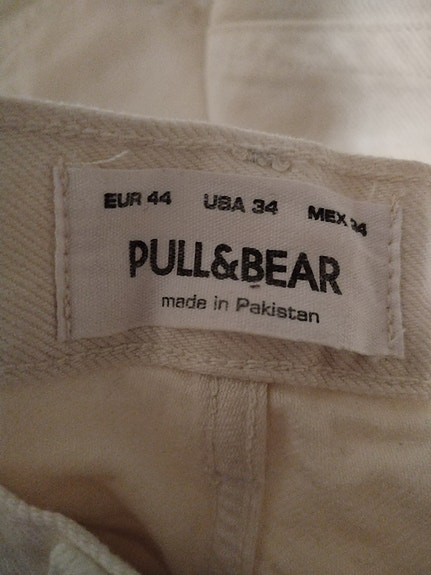 EUR 44 USA 34 MEX 34
PULL&BEAR
made in Pakistan